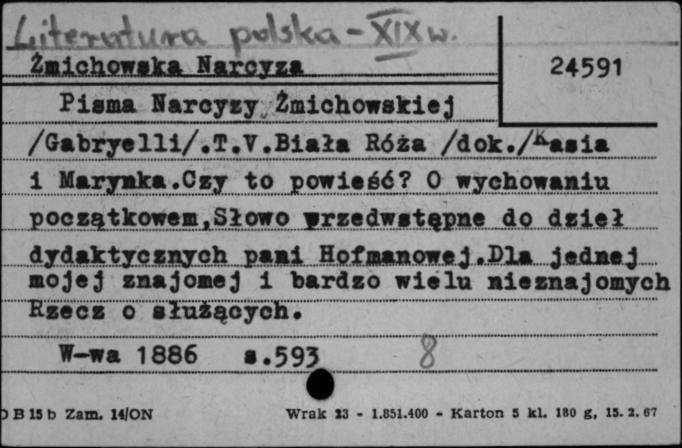 Literatura polska - XIX w.
Żmichowska Narcyza
24591
Pisma Narcyzy Żmichowskiej
/Gabryelli/.T.V.Biała Róża /dok./Kasia
i Marynka.Czy to powieść? O wychowaniu
początkowem,Słowo przedwstępne do dzieł
dydaktycznych pani Hofmanowej.Dla jednej
mojej znajomej i bardzo wielu nieznajomych
Rzecz o służących.
W-wa 1886 s.593 8
DB 15 b Zam. 14/ON Wrak 23 - 1.851.400 - Karton 5 kl. 180 g, 15. 2. 67